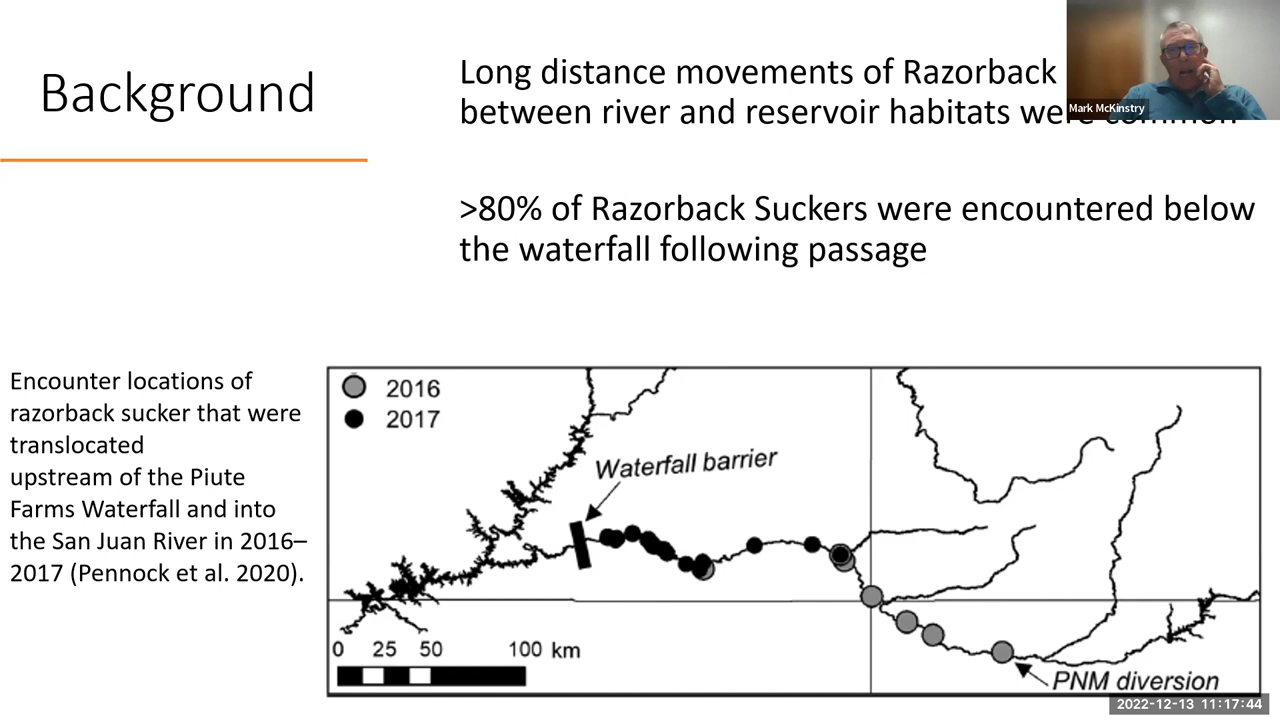 Background
Long distance movements of Razorback
between river and reservoir habitats were common
>80% of Razorback Suckers were encountered below
the waterfall following passage
Mark McKinstry
Encounter locations of
razorback sucker that were
translocated
upstream of the Piute
Farms Waterfall and into
the San Juan River in 2016–
2017 (Pennock et al. 2020).
2016
2017
Waterfall barrier
0 25 50 100 km
PNM diversion
2022-12-13 11:17:44